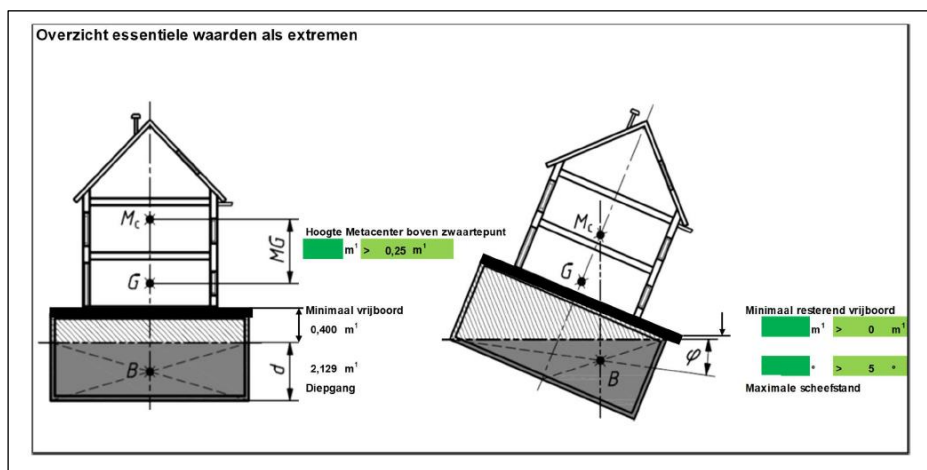 Overzicht essentiele waarden als extremen
Mc
MG
G
Hoogte Metacenter boven zwaartepunt
m¹ > 0,25 m¹
Minimaal vrijboord
0,400 m¹
d
B
2,129 m¹
Diepgang
Mc
G
B
φ
Minimaal resterend vrijboord
m¹ > 0 m¹
° > 5 °
Maximale scheefstand